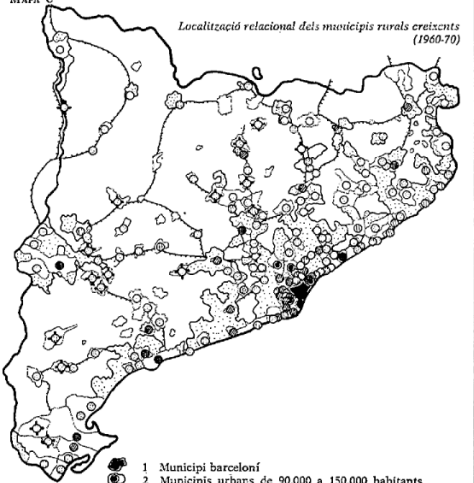 MAPA C
Localització relacional dels municipis rurals creixents
(1960-70)
1 Municipi barceloní
2 Municipis urbans de 90.000 a 150.000 habitants